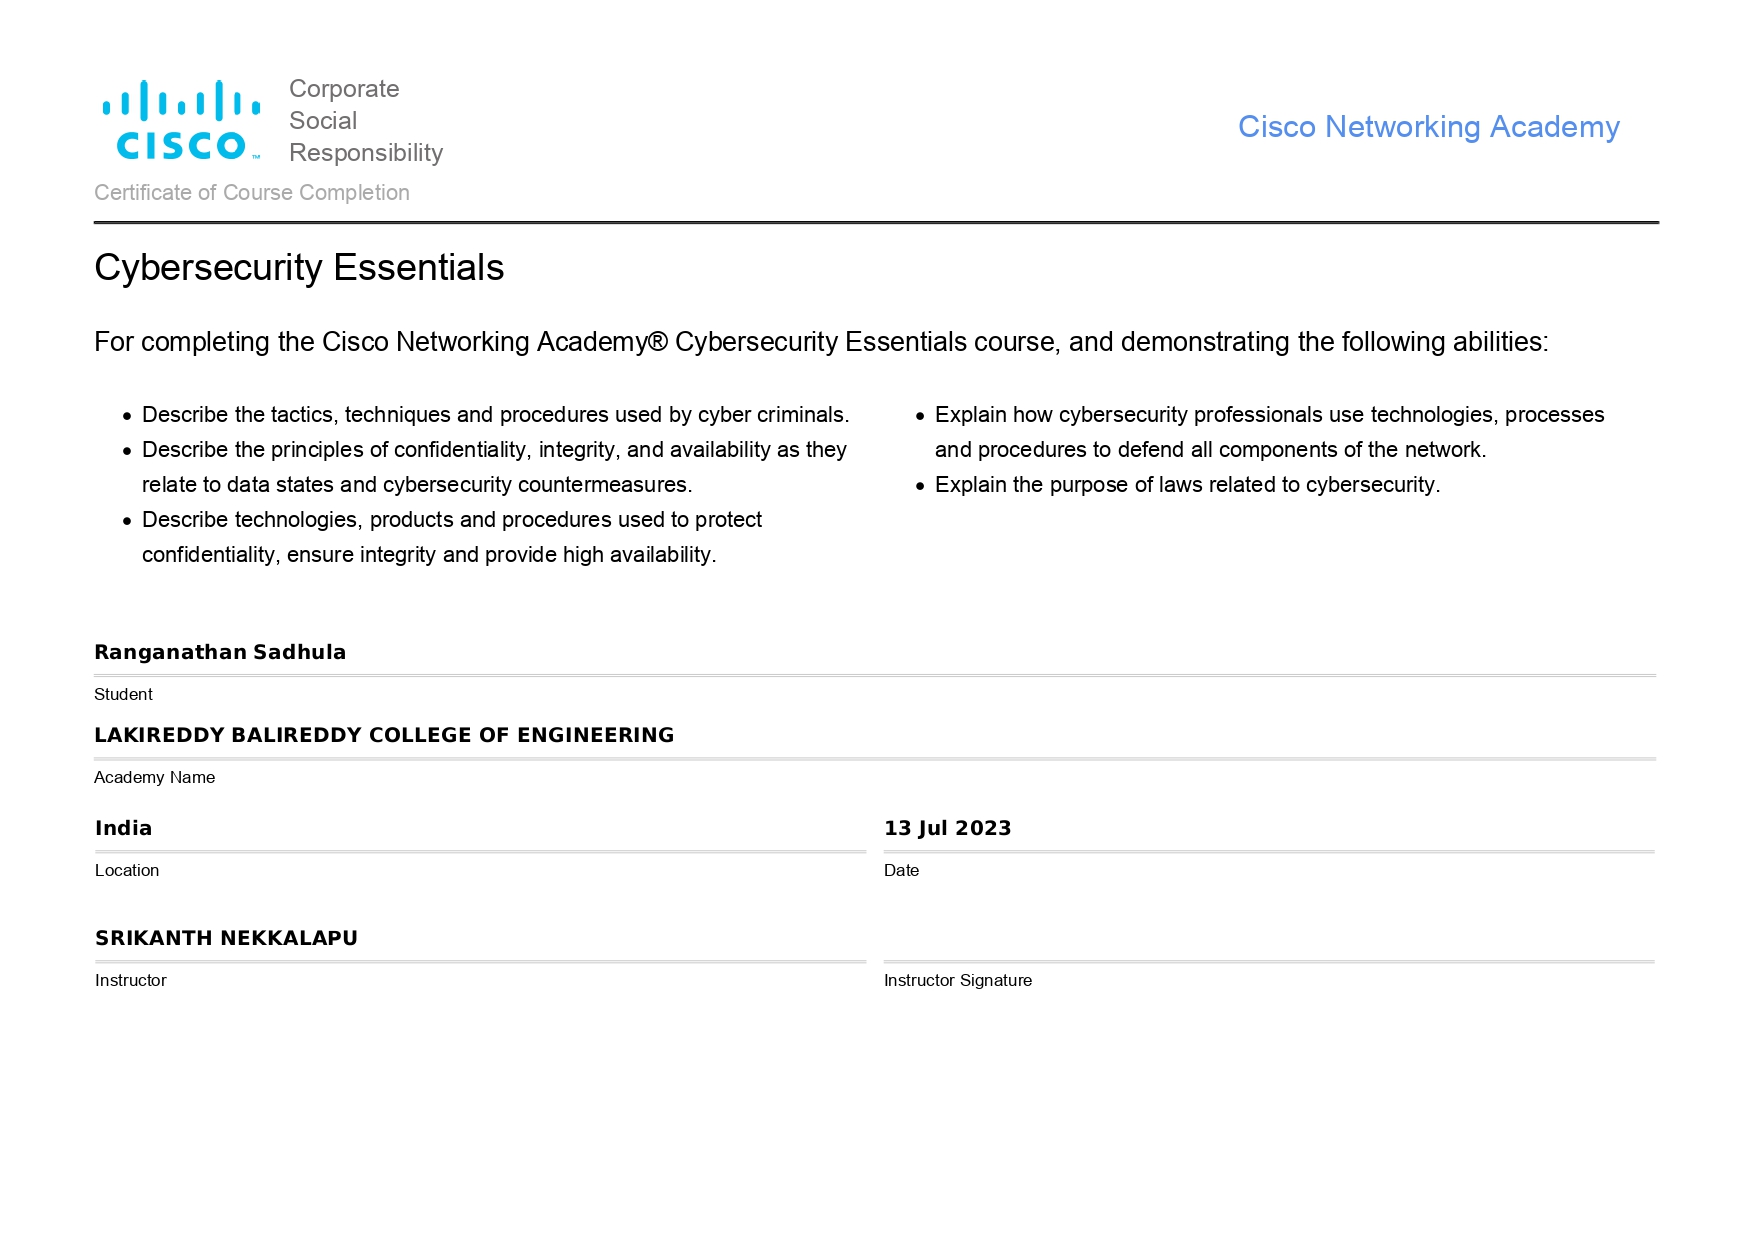 Corporate
Social
Responsibility
CISCO™
Cisco Networking Academy
Certificate of Course Completion
Cybersecurity Essentials
For completing the Cisco Networking Academy® Cybersecurity Essentials course, and demonstrating the following abilities:
• Describe the tactics, techniques and procedures used by cyber criminals.
• Describe the principles of confidentiality, integrity, and availability as they
relate to data states and cybersecurity countermeasures.
• Describe technologies, products and procedures used to protect
confidentiality, ensure integrity and provide high availability.
• Explain how cybersecurity professionals use technologies, processes
and procedures to defend all components of the network.
• Explain the purpose of laws related to cybersecurity.
Ranganathan Sadhula
Student
LAKIREDDY BALIREDDY COLLEGE OF ENGINEERING
Academy Name
India
Location
13 Jul 2023
Date
SRIKANTH NEKKALAPU
Instructor
Instructor Signature